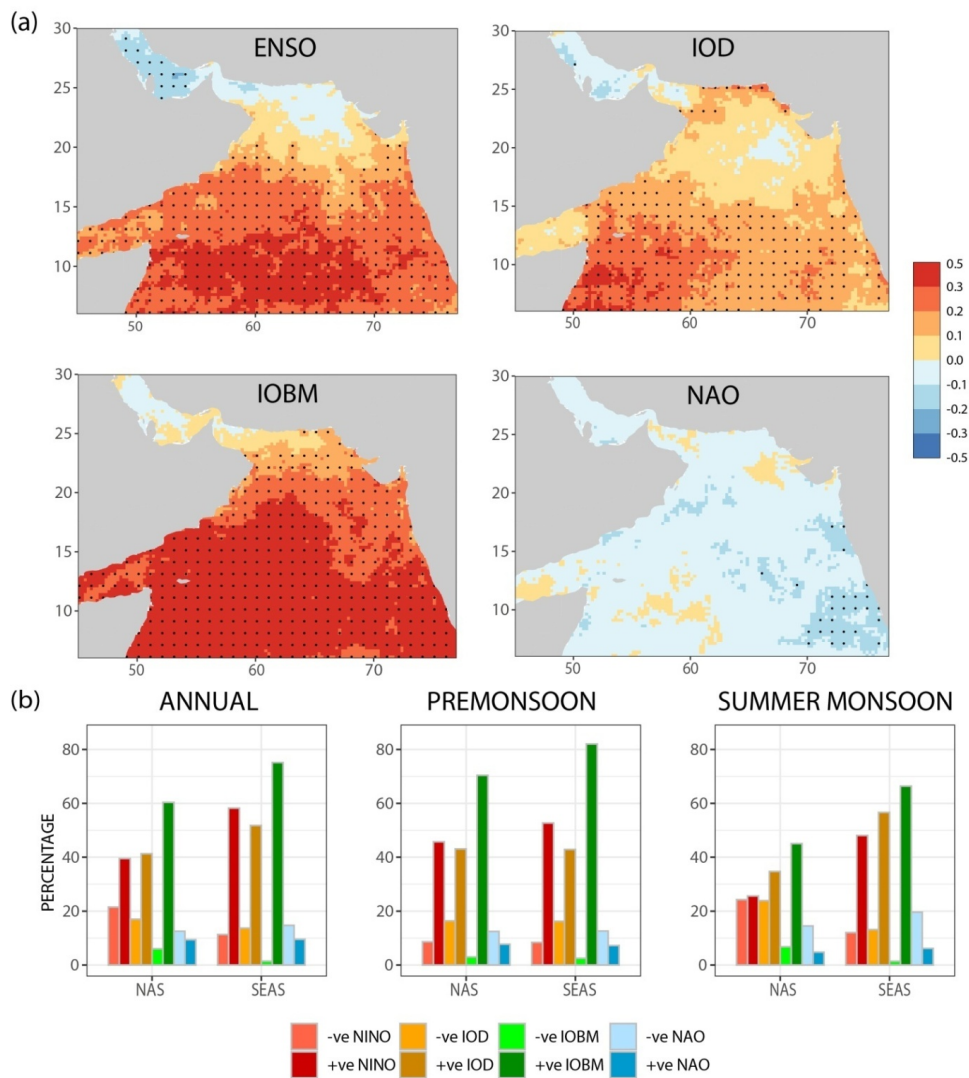 (a)
ENSO
IOD
30
25
20
15
10
50 60 70
30
25
20
15
10
50 60 70
0.5
0.3
0.2
0.1
0.0
-0.1
-0.2
-0.3
-0.5
IOBM
NAO
30
25
20
15
10
50 60 70
30
25
20
15
10
50 60 70
(b)
ANNUAL
PREMONSOON
SUMMER MONSOON
PERCENTAGE
80
60
40
20
0
NAS SEAS
80
60
40
20
0
NAS SEAS
80
60
40
20
0
NAS SEAS
-ve NINO -ve IOD -ve IOBM -ve NAO
+ve NINO +ve IOD +ve IOBM +ve NAO